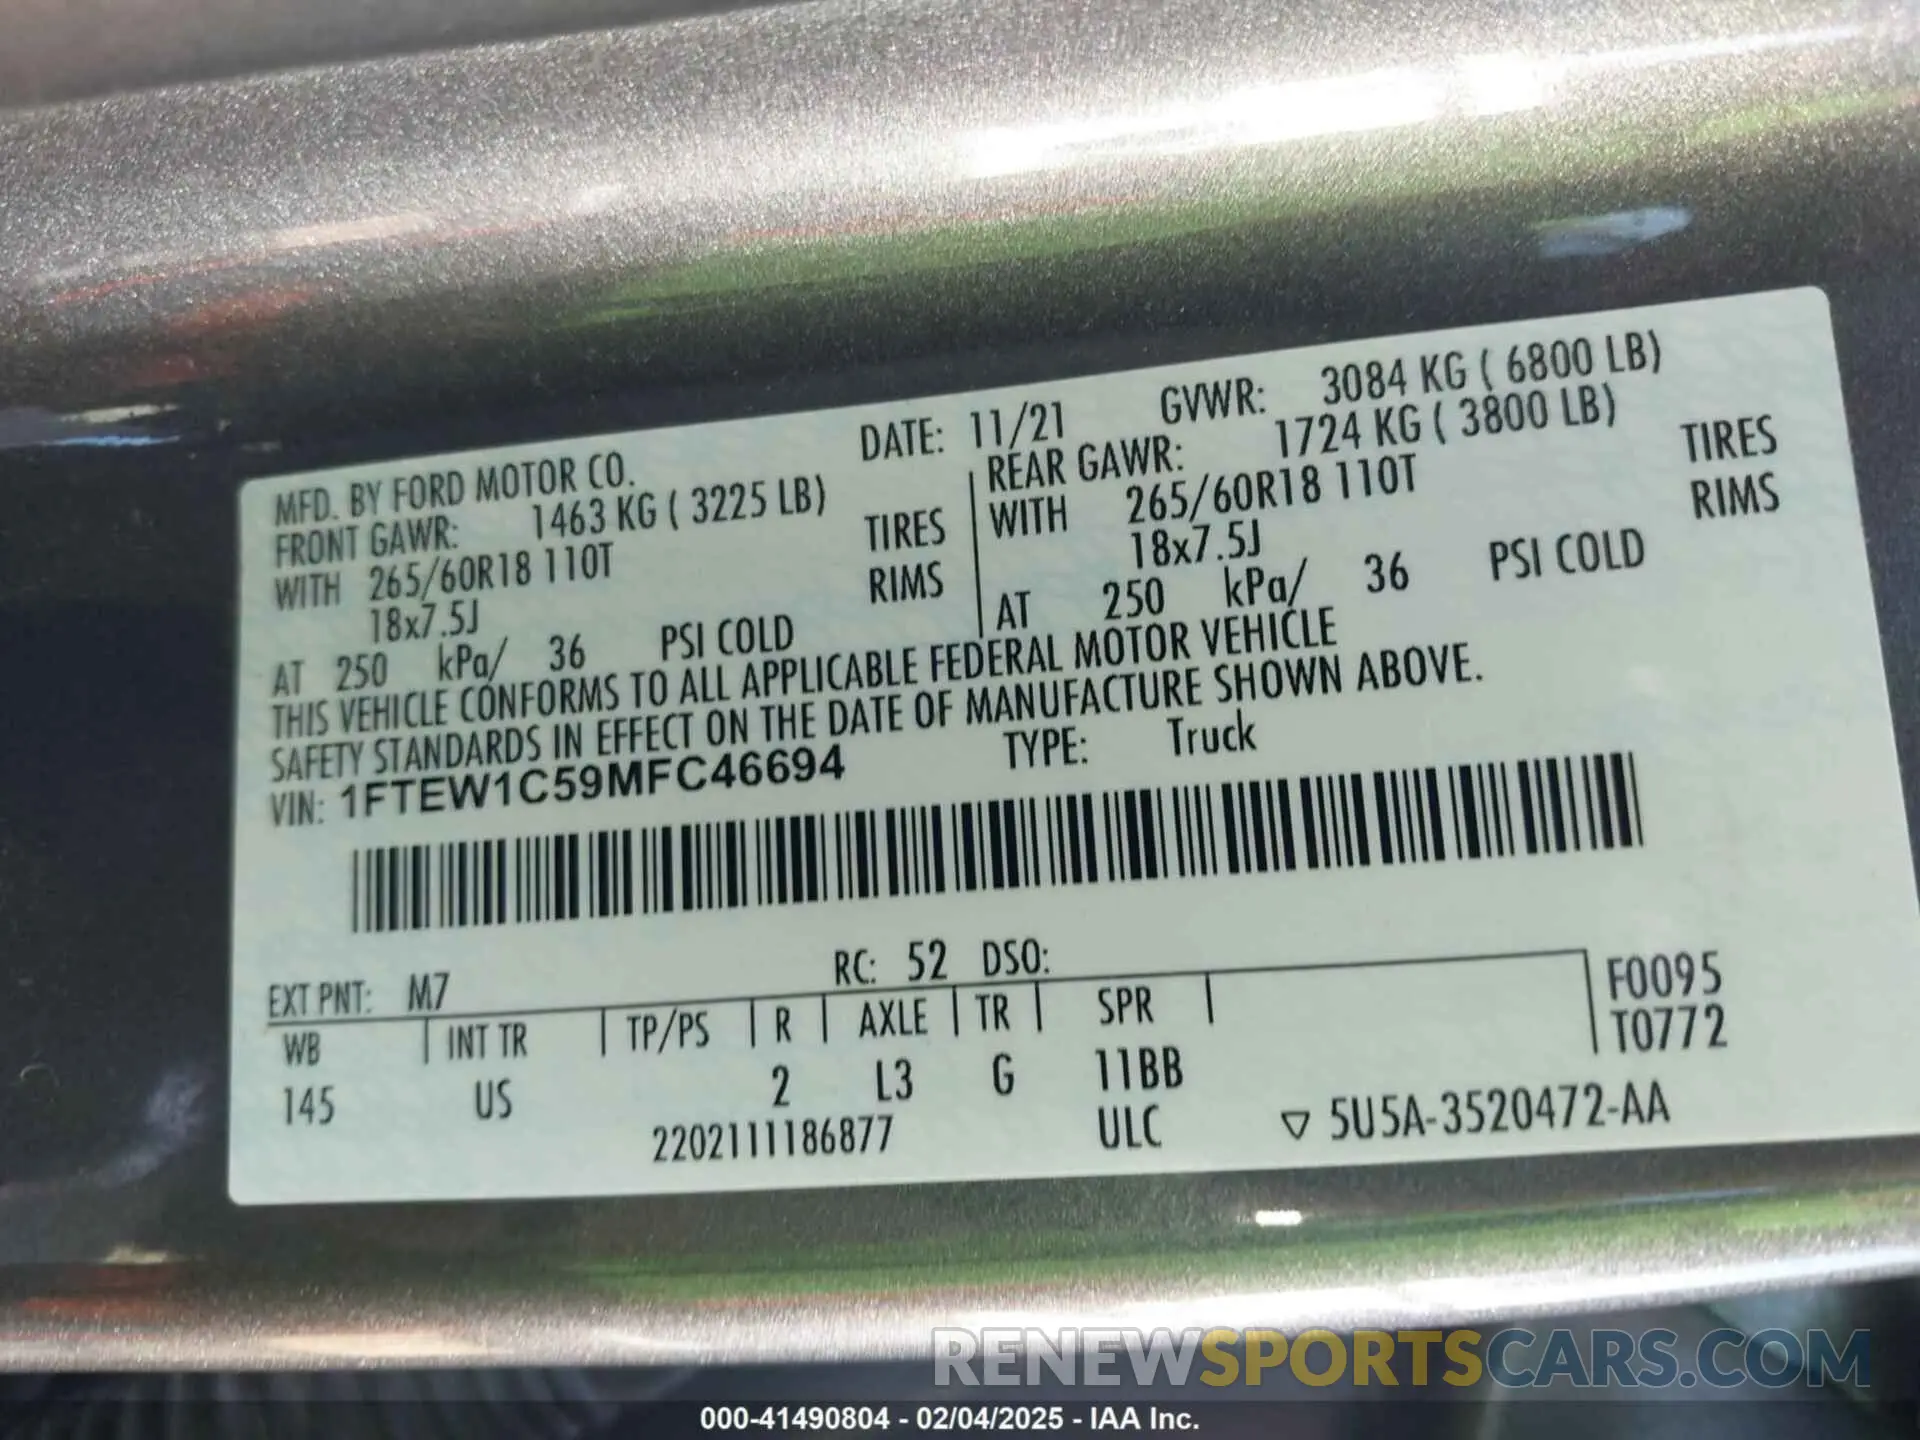 MFD. BY FORD MOTOR CO. DATE: 11/21 GVWR: 3084 KG ( 6800 LB)
FRONT GAWR: 1463 KG ( 3225 LB) REAR GAWR: 1724 KG ( 3800 LB)
WITH 265/60R18 110T TIRES WITH 265/60R18 110T TIRES
18x7.5J RIMS 18x7.5J RIMS
AT 250 kPa/ 36 PSI COLD AT 250 kPa/ 36 PSI COLD
THIS VEHICLE CONFORMS TO ALL APPLICABLE FEDERAL MOTOR VEHICLE
SAFETY STANDARDS IN EFFECT ON THE DATE OF MANUFACTURE SHOWN ABOVE.
VIN: 1FTEW1C59MFC46694 TYPE: Truck
EXT PNT: M7 RC: 52 DSO:
WB INT TR TP/PS R AXLE TR SPR F0095
145 US 2 L3 G 11BB T0772
2202111186877 ULC ▽ 5U5A-3520472-AA
RENEWSPORTSCARS.COM
000-41490804 - 02/04/2025 - IAA Inc.